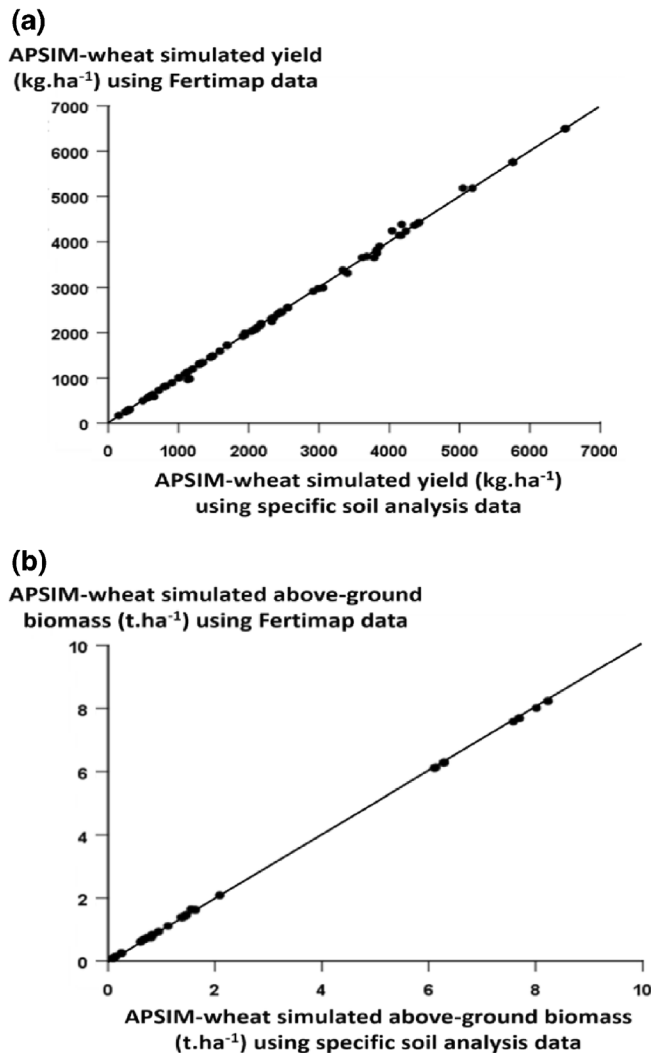 (a)
APSIM-wheat simulated yield
(kg.ha-1) using Fertimap data
7000
6000
5000
4000
3000
2000
1000
0
0 1000 2000 3000 4000 5000 6000 7000
APSIM-wheat simulated yield (kg.ha-1)
using specific soil analysis data
(b)
APSIM-wheat simulated above-ground
biomass (t.ha-1) using Fertimap data
10
8
6
4
2
0
0 2 4 6 8 10
APSIM-wheat simulated above-ground biomass
(t.ha-1) using specific soil analysis data